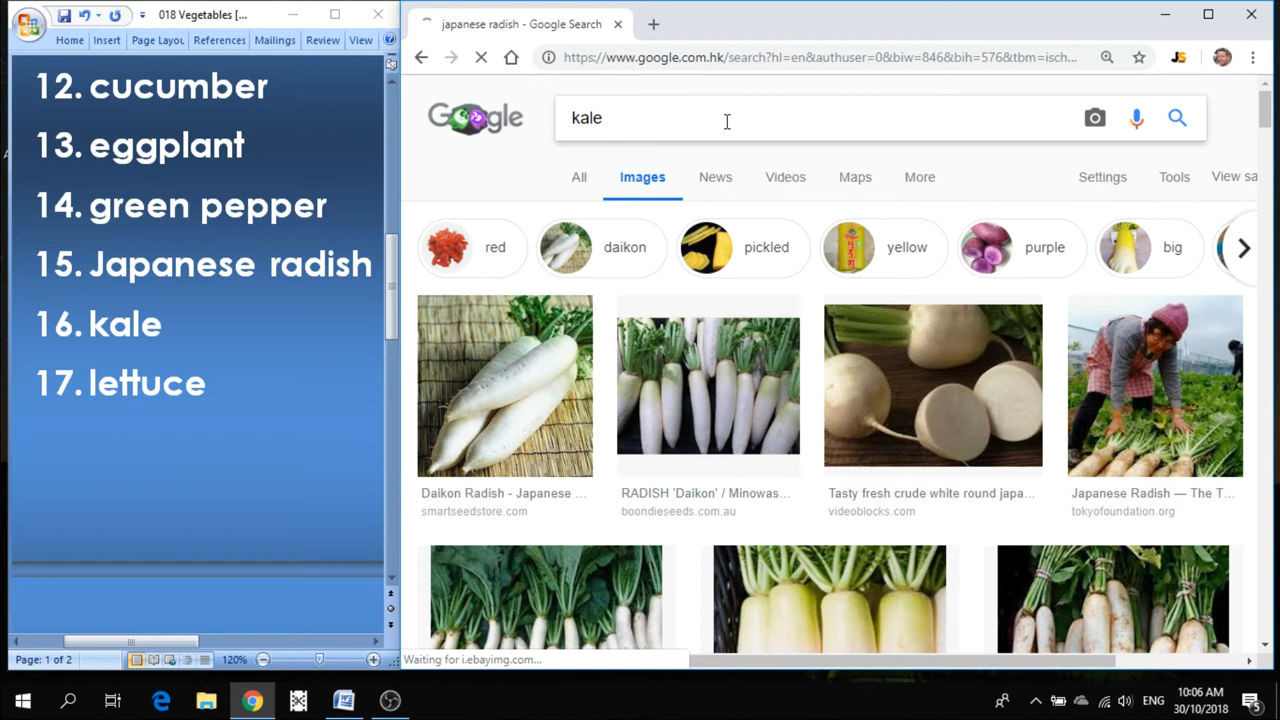 018 Vegetables [...
Home Insert Page Layou References Mailings Review View
12. cucumber
13. eggplant
14. green pepper
15. Japanese radish
16. kale
17. lettuce
Page: 1 of 2 120%
japanese radish - Google Search
https://www.google.com.hk/search?hl=en&authuser=0&biw=846&bih=576&tbm=isch...
JS
Google
kale
All Images News Videos Maps More Settings Tools View sa
red daikon pickled yellow purple big
Daikon Radish - Japanese ...
smartseedstore.com
RADISH 'Daikon' / Minowas...
boondieseeds.com.au
Tasty fresh crude white round japa...
videoblocks.com
Japanese Radish — The T...
tokyofoundation.org
Waiting for i.ebayimg.com...
ENG
10:06 AM
30/10/2018
5